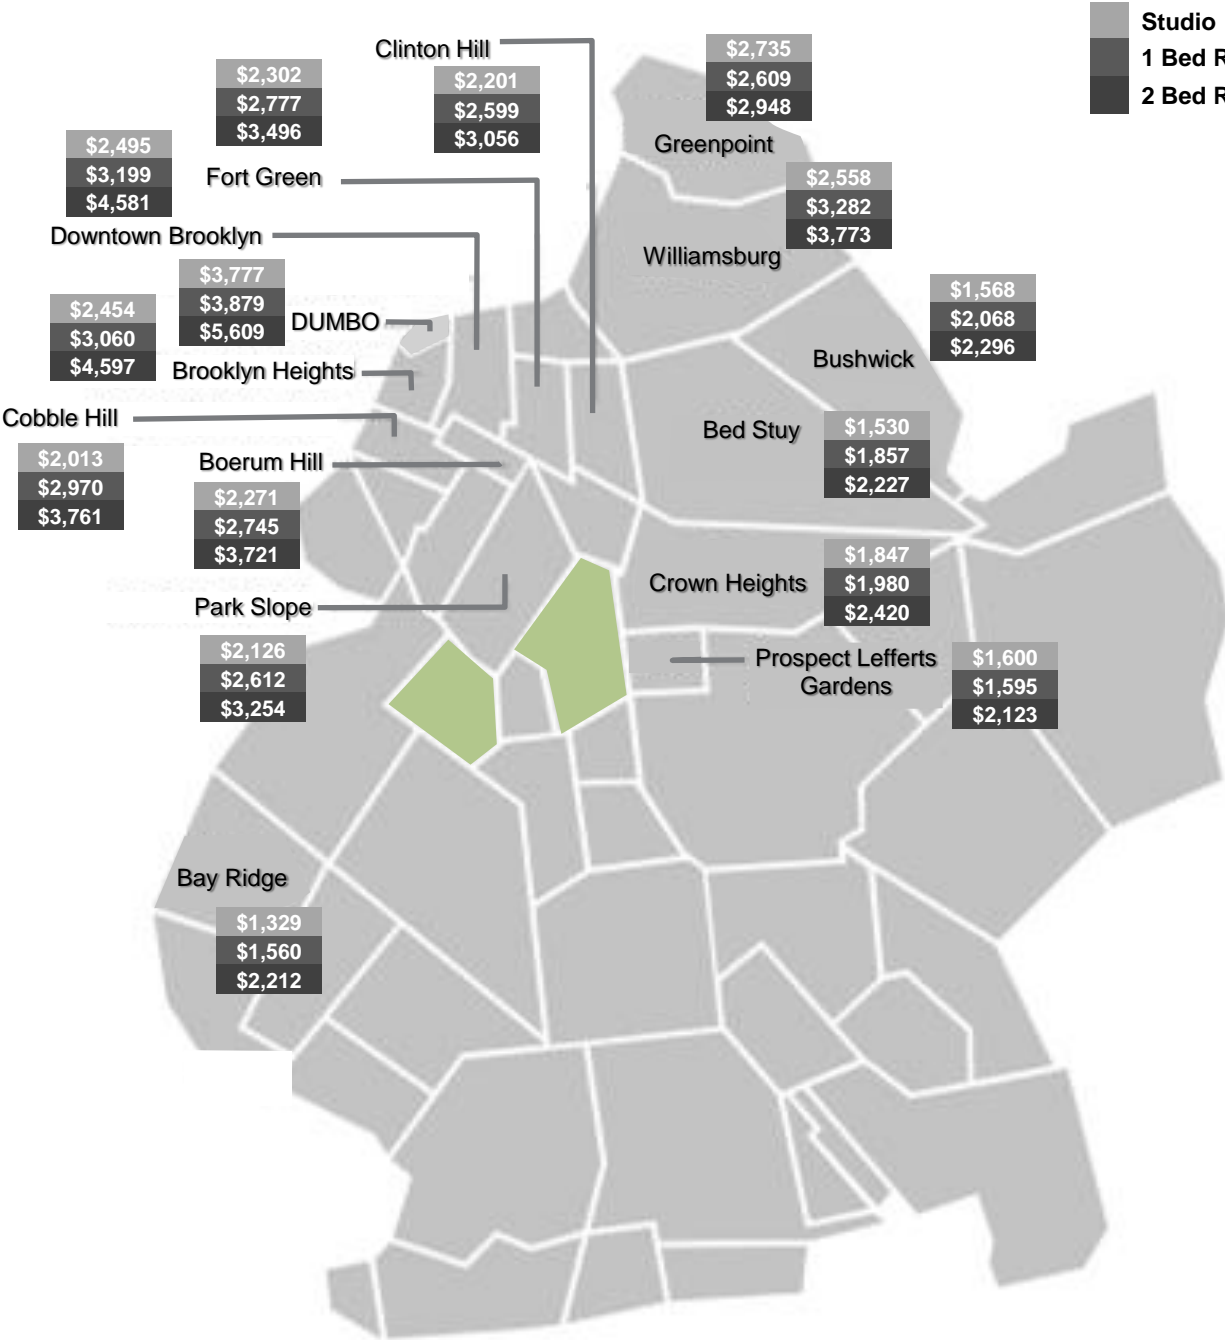 Studio
1 Bed R
2 Bed R
Clinton Hill
$2,201
$2,599
$3,056
$2,735
$2,609
$2,948
Greenpoint
$2,302
$2,777
$3,496
Fort Green
$2,495
$3,199
$4,581
Downtown Brooklyn
$2,558
$3,282
$3,773
Williamsburg
$3,777
$3,879
$5,609
DUMBO
$2,454
$3,060
$4,597
Brooklyn Heights
$1,568
$2,068
$2,296
Bushwick
Cobble Hill
$2,013
$2,970
$3,761
Boerum Hill
$2,271
$2,745
$3,721
Bed Stuy
$1,530
$1,857
$2,227
Crown Heights
$1,847
$1,980
$2,420
Park Slope
$2,126
$2,612
$3,254
Prospect Lefferts
Gardens
$1,600
$1,595
$2,123
Bay Ridge
$1,329
$1,560
$2,212